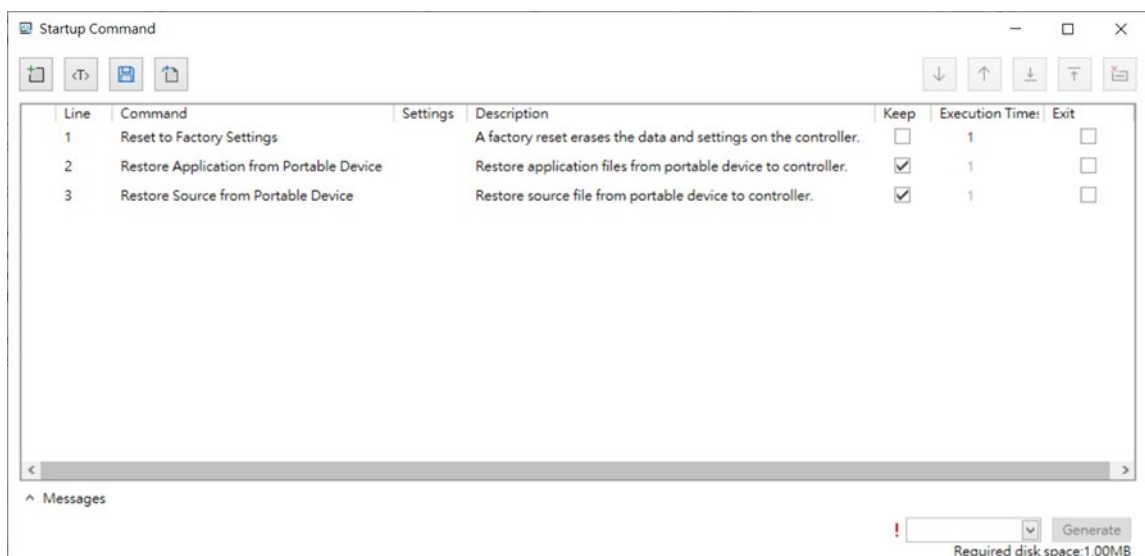 Startup Command
<T>
Line Command Settings Description Keep Execution Time: Exit
1 Reset to Factory Settings A factory reset erases the data and settings on the controller. 1
2 Restore Application from Portable Device Restore application files from portable device to controller. 1
3 Restore Source from Portable Device Restore source file from portable device to controller. 1
Messages
! Generate
Required disk space:1.00MB